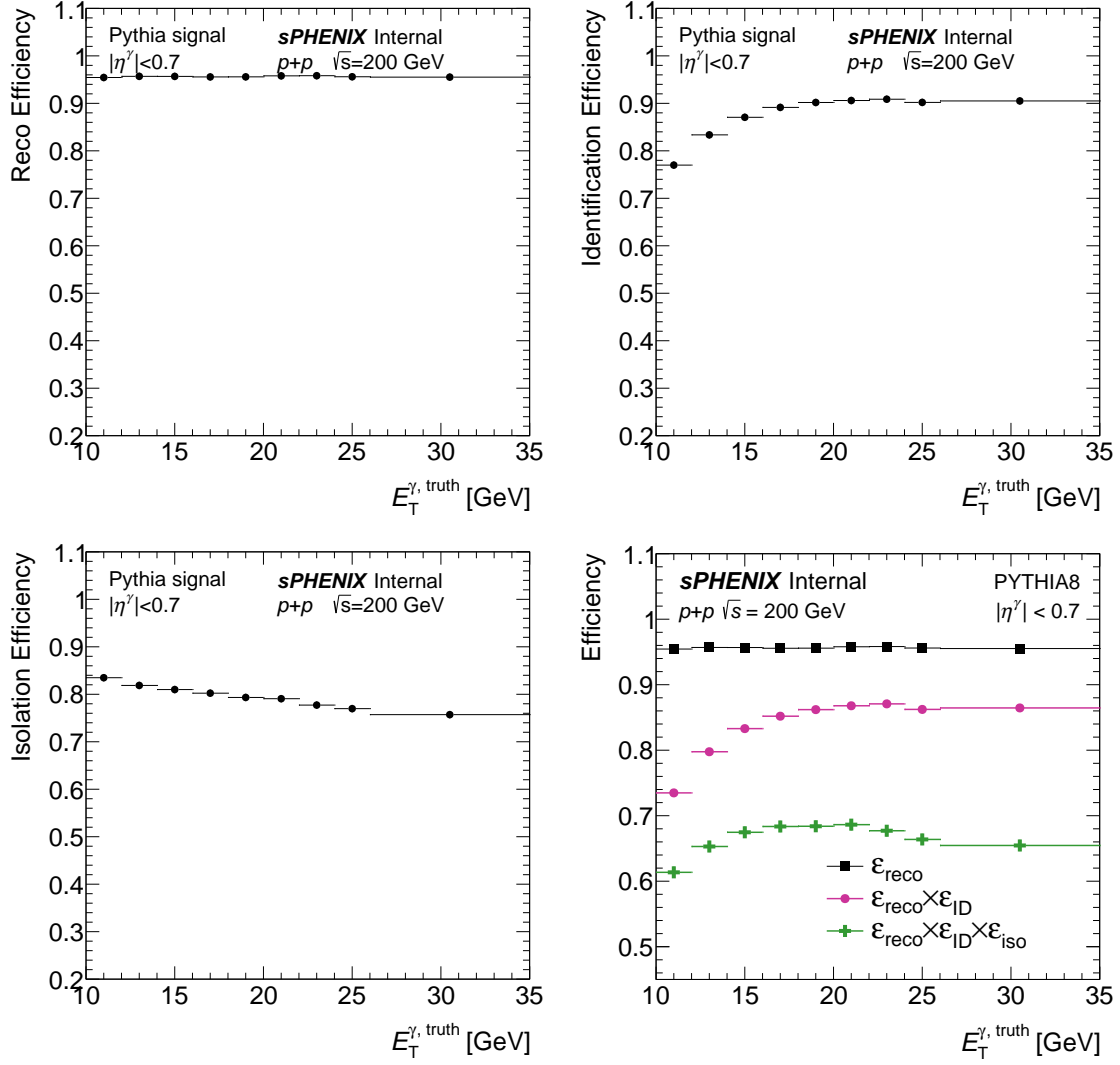 Pythia signal
|η^γ|<0.7
sPHENIX Internal
p+p √s=200 GeV
Reco Efficiency
1.1
1
0.9
0.8
0.7
0.6
0.5
0.4
0.3
0.2
10 15 20 25 30 35
E_T^{γ, truth} [GeV]
Pythia signal
|η^γ|<0.7
sPHENIX Internal
p+p √s=200 GeV
Identification Efficiency
1.1
1
0.9
0.8
0.7
0.6
0.5
0.4
0.3
0.2
10 15 20 25 30 35
E_T^{γ, truth} [GeV]
Pythia signal
|η^γ|<0.7
sPHENIX Internal
p+p √s=200 GeV
Isolation Efficiency
1.1
1
0.9
0.8
0.7
0.6
0.5
0.4
0.3
0.2
10 15 20 25 30 35
E_T^{γ, truth} [GeV]
sPHENIX Internal
p+p √s = 200 GeV
PYTHIA8
|η^γ| < 0.7
Efficiency
1.1
1
0.9
0.8
0.7
0.6
0.5
ε_reco
ε_reco×ε_ID
ε_reco×ε_ID×ε_iso
10 15 20 25 30 35
E_T^{γ, truth} [GeV]